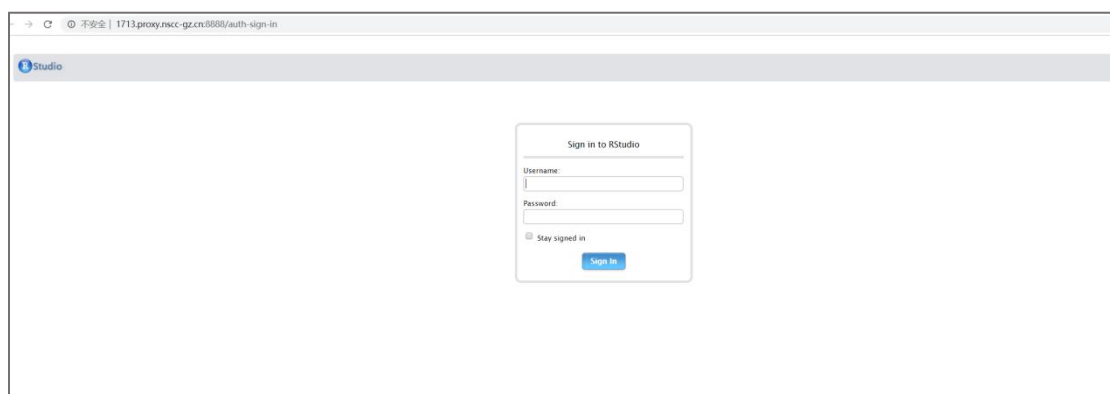 不安全 | 1713.proxy.nscc-gz.cn:8888/auth-sign-in
R Studio
Sign in to RStudio
Username:
Password:
Stay signed in
Sign In